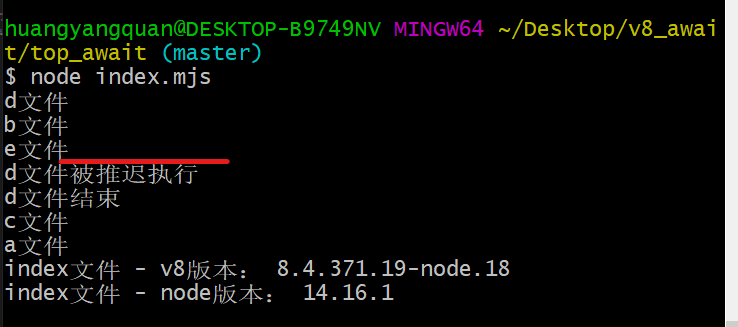 huangyangquan@DESKTOP-B9749NV MINGW64 ~/Desktop/v8_awai
t/top_await (master)
$ node index.mjs
d文件
b文件
e文件
d文件被推迟执行
d文件结束
c文件
a文件
index文件 - v8版本: 8.4.371.19-node.18
index文件 - node版本: 14.16.1